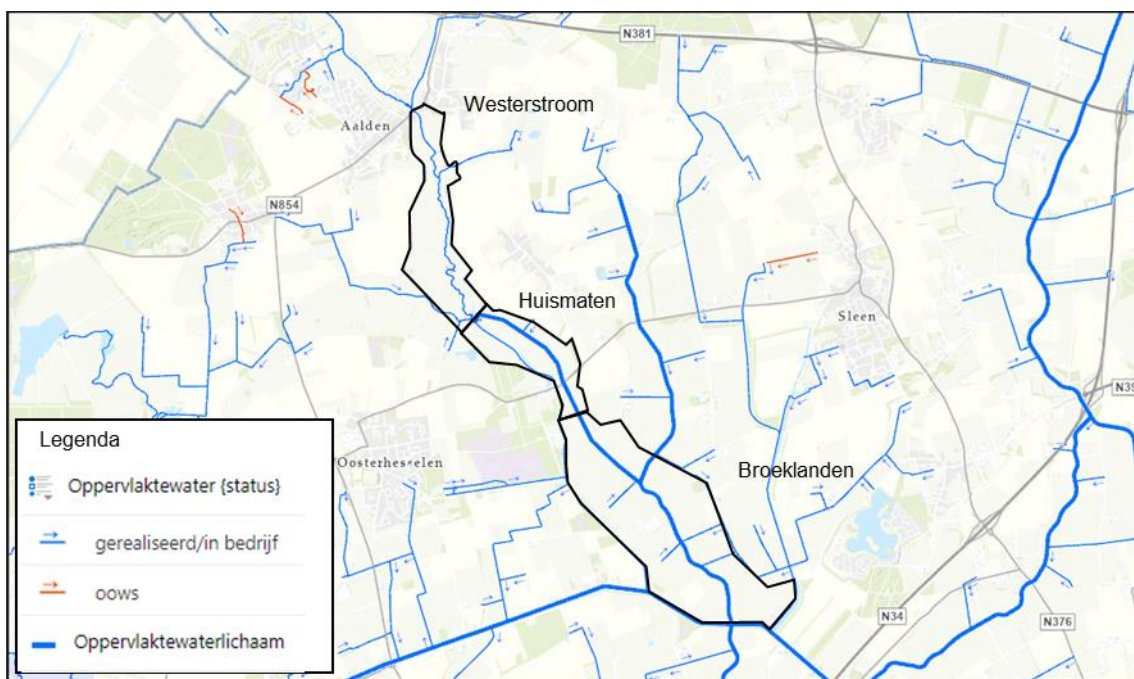 N381
Westerstroom
Aalden
N854
Huismaten
Sleen
N39
Oosterhesselen
Broeklanden
N34
N376
Legenda
Oppervlaktewater {status}
gerealiseerd/in bedrijf
oows
Oppervlaktewaterlichaam